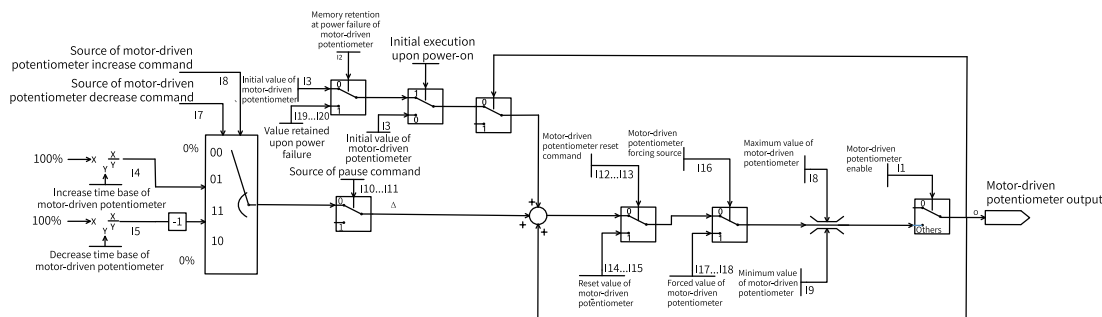 Memory retention
at power failure of
motor-driven
potentiometer
I2
Initial execution
upon power-on
Source of motor-driven
potentiometer increase command
I8
Source of motor-driven
potentiometer decrease command
I7
Initial value of
motor-driven
potentiometer
I3
0
1
I19...I20
Value retained
upon power
failure
1
0
I3
Initial value of
motor-driven
potentiometer
0
1
0%
00
01
11
10
0%
100%
X
X
Y
Y
I4
Increase time base of
motor-driven potentiometer
100%
X
X
Y
Y
I5
-1
Decrease time base of
motor-driven potentiometer
Source of pause command
I10...I11
0
1
Δ
+
+
+
Motor-driven
potentiometer reset
command
I12...I13
0
1
I14...I15
Reset value of
motor-driven
potentiometer
Motor-driven
potentiometer
forcing source
I16
0
1
I17...I18
Forced value of
motor-driven
potentiometer
Maximum value of
motor-driven potentiometer
I8
Minimum value
of motor-driven
potentiometer
I9
Motor-driven
potentiometer
enable
I1
0
Others
o
Motor-driven
potentiometer output